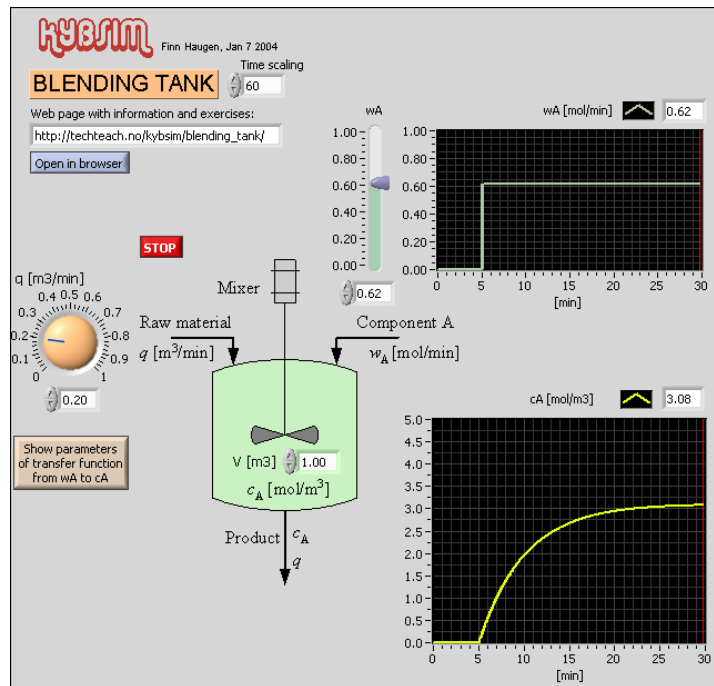 KYBSIM
Finn Haugen, Jan 7 2004
BLENDING TANK
Time scaling
60
Web page with information and exercises:
http://techteach.no/kybsim/blending_tank/
Open in browser
wA
1.00
0.80
0.60
0.40
0.20
0.00
0.62
wA [mol/min]
0.62
1.00
0.80
0.60
0.40
0.20
0.00
0 5 10 15 20 25 30
[min]
STOP
q [m3/min]
0 0.1 0.2 0.3 0.4 0.5 0.6 0.7 0.8 0.9 1
0.20
Mixer
Raw material
q [m³/min]
Component A
wA [mol/min]
V [m3]
1.00
cA [mol/m³]
Product
cA
q
Show parameters
of transfer function
from wA to cA
cA [mol/m3]
3.08
5.0
4.5
4.0
3.5
3.0
2.5
2.0
1.5
1.0
0.5
0.0
0 5 10 15 20 25 30
[min]